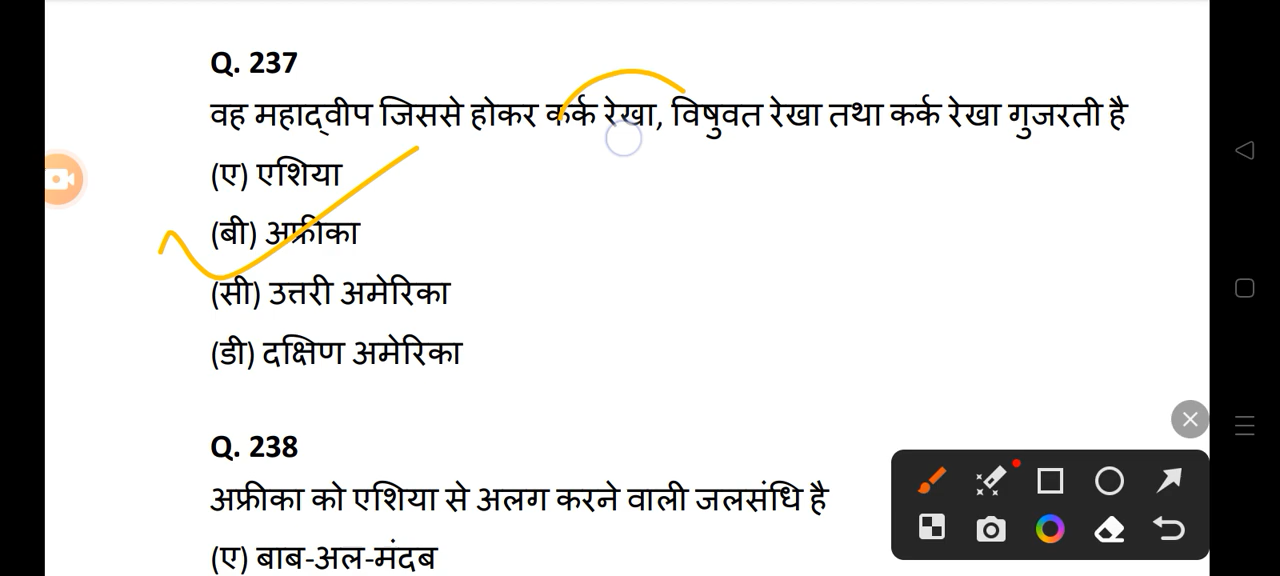 Q. 237
वह महाद्वीप जिससे होकर कर्क रेखा, विषुवत रेखा तथा कर्क रेखा गुजरती है
(ए) एशिया
(बी) अफ्रीका
(सी) उत्तरी अमेरिका
(डी) दक्षिण अमेरिका
Q. 238
अफ्रीका को एशिया से अलग करने वाली जलसंधि है
(ए) बाब-अल-मंदब